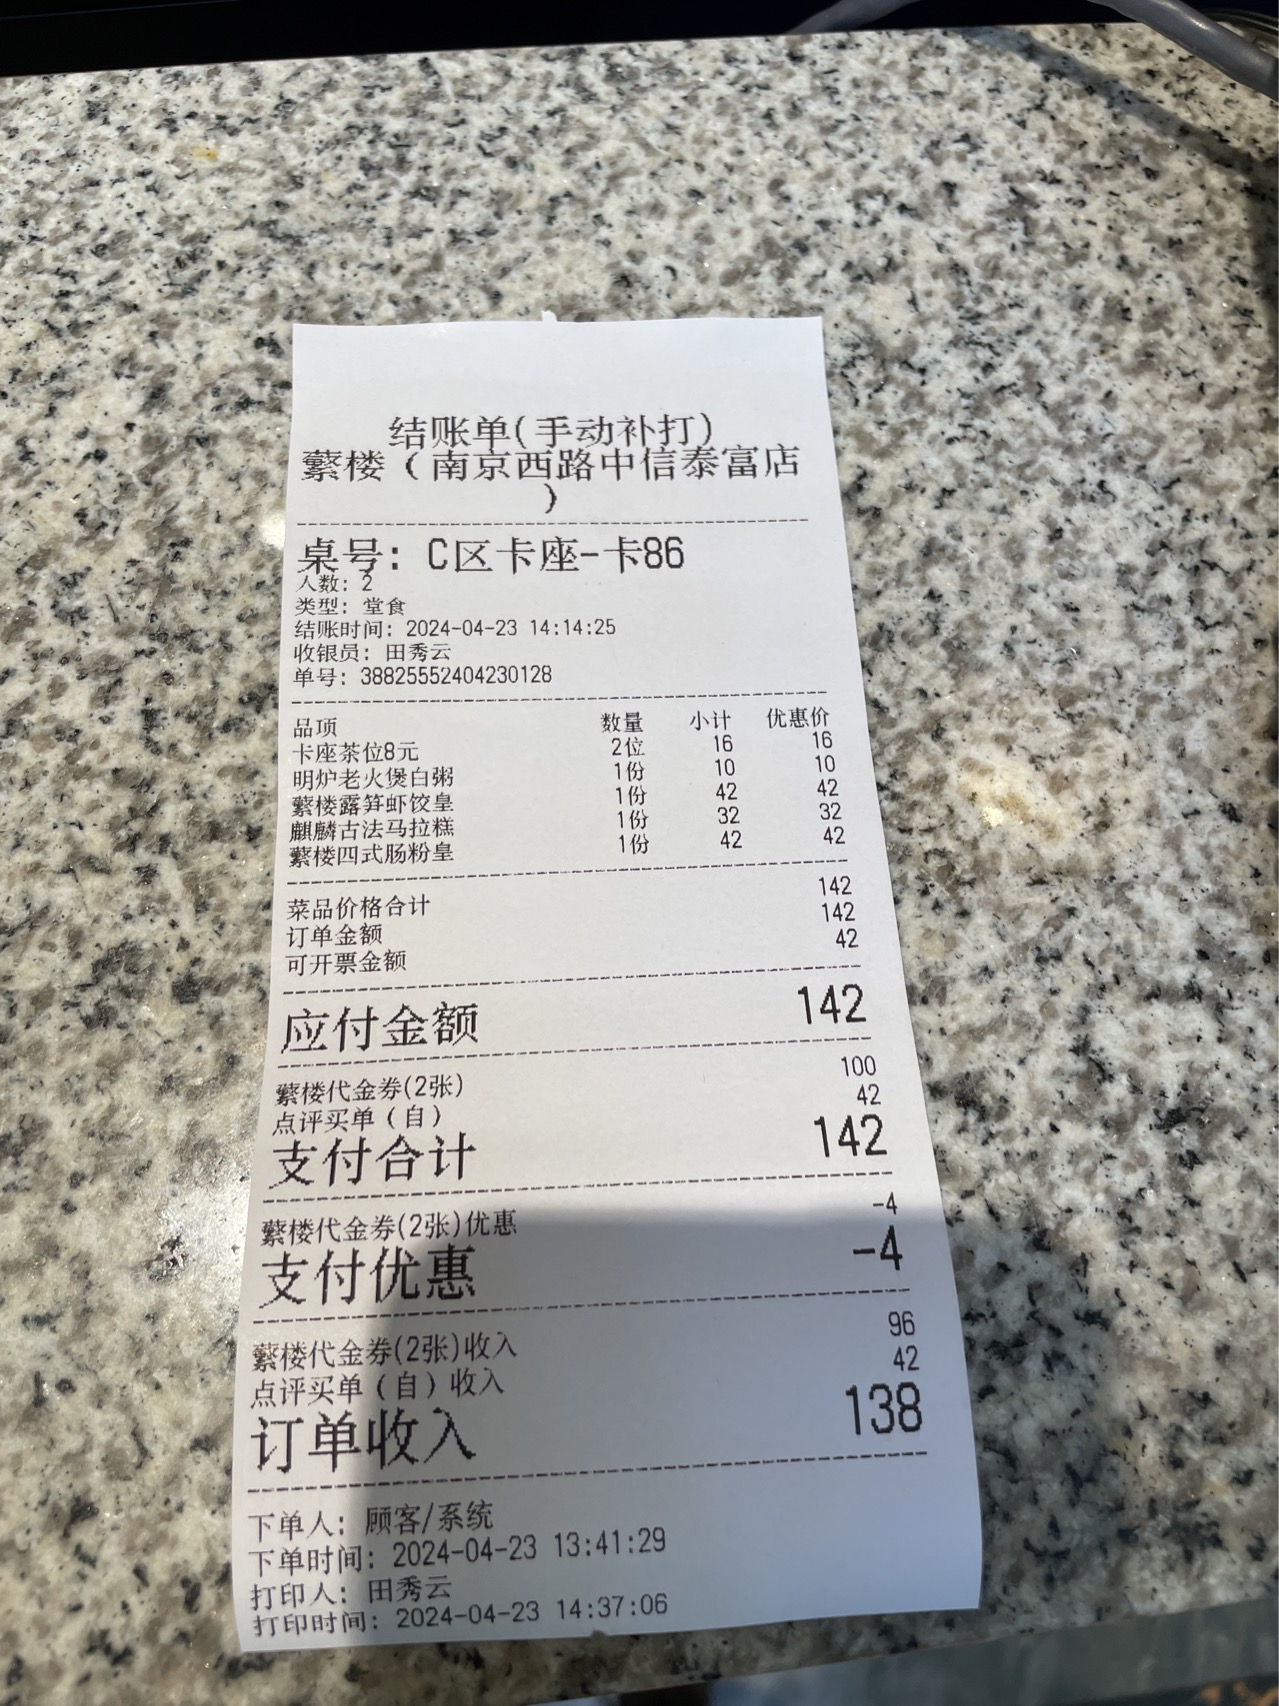 结账单(手动补打)
蘩楼（南京西路中信泰富店
）
桌号: C区卡座-卡86
人数: 2
类型: 堂食
结账时间: 2024-04-23 14:14:25
收银员: 田秀云
单号: 38825552404230128
品项 数量 小计 优惠价
卡座茶位8元 2位 16 16
明炉老火煲白粥 1份 10 10
蘩楼露笋虾饺皇 1份 42 42
麒麟古法马拉糕 1份 32 32
蘩楼四式肠粉皇 1份 42 42
菜品价格合计 142
订单金额 142
可开票金额 42
应付金额 142
蘩楼代金券(2张) 100
点评买单（自） 42
支付合计 142
蘩楼代金券(2张)优惠 -4
支付优惠 -4
蘩楼代金券(2张)收入 96
点评买单（自）收入 42
订单收入 138
下单人: 顾客/系统
下单时间: 2024-04-23 13:41:29
打印人: 田秀云
打印时间: 2024-04-23 14:37:06